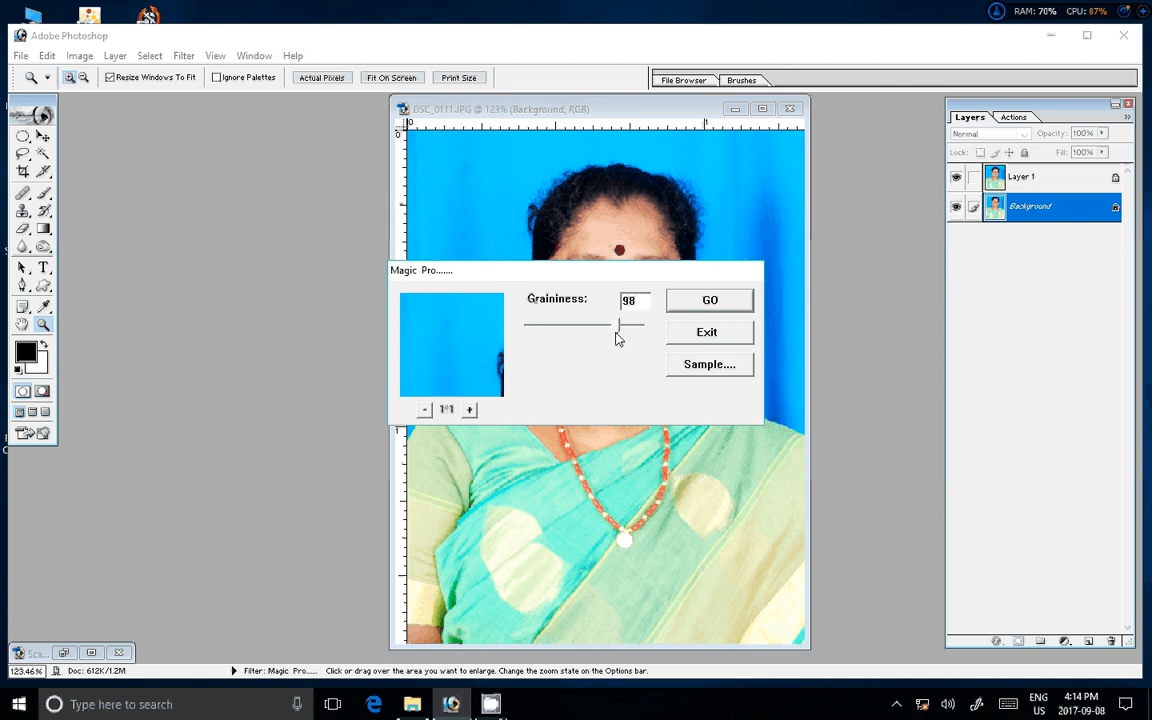 RAM: 70% CPU: 87%
Adobe Photoshop
File Edit Image Layer Select Filter View Window Help
Resize Windows To Fit Ignore Palettes Actual Pixels Fit On Screen Print Size File Browser Brushes
DSC_0111.JPG @ 123% (Background, RGB)
0 1
0
1
Layers Actions
Normal Opacity: 100%
Lock: Fill: 100%
Layer 1
Background
Magic Pro.......
Graininess: 98 GO
Exit
Sample....
- 1:1 +
Sca...
123.46% Doc: 612K/1.2M Filter: Magic Pro..... Click or drag over the area you want to enlarge. Change the zoom state on the Options bar.
Type here to search
ENG
US
4:14 PM
2017-09-08